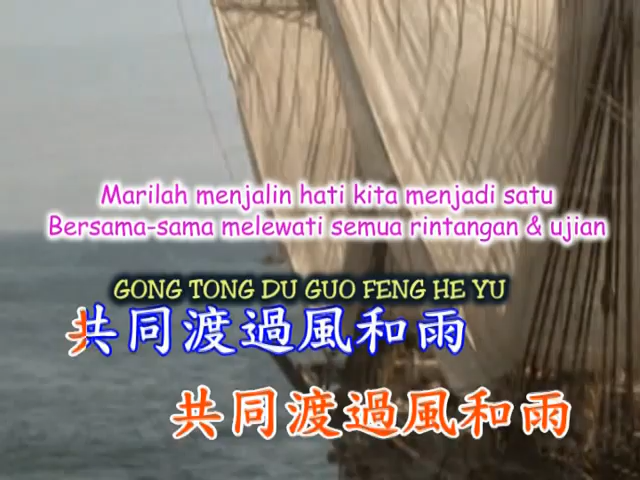 Marilah menjalin hati kita menjadi satu
Bersama-sama melewati semua rintangan & ujian
GONG TONG DU GUO FENG HE YU
共同渡過風和雨
共同渡過風和雨